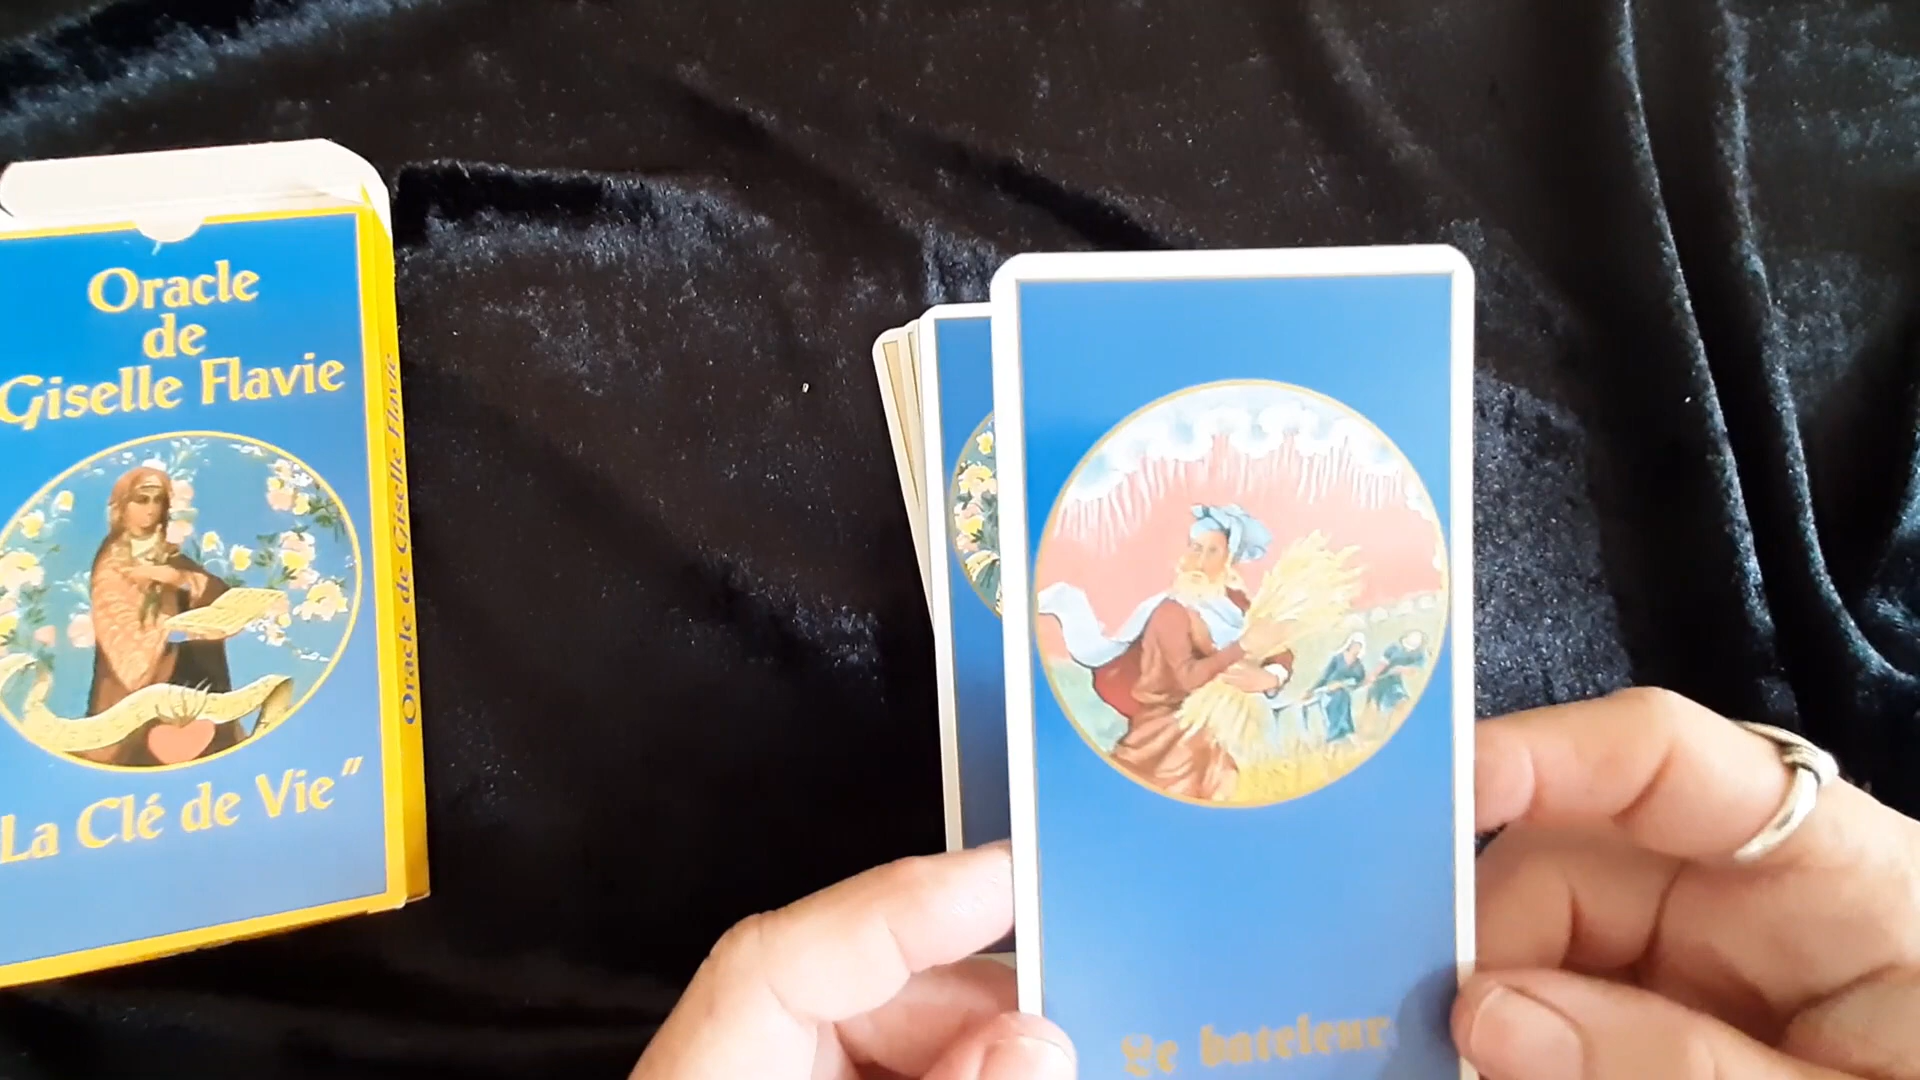 Oracle
de
Giselle Flavie
"La Clé de Vie"
Oracle de Giselle Flavie
Le bateleur